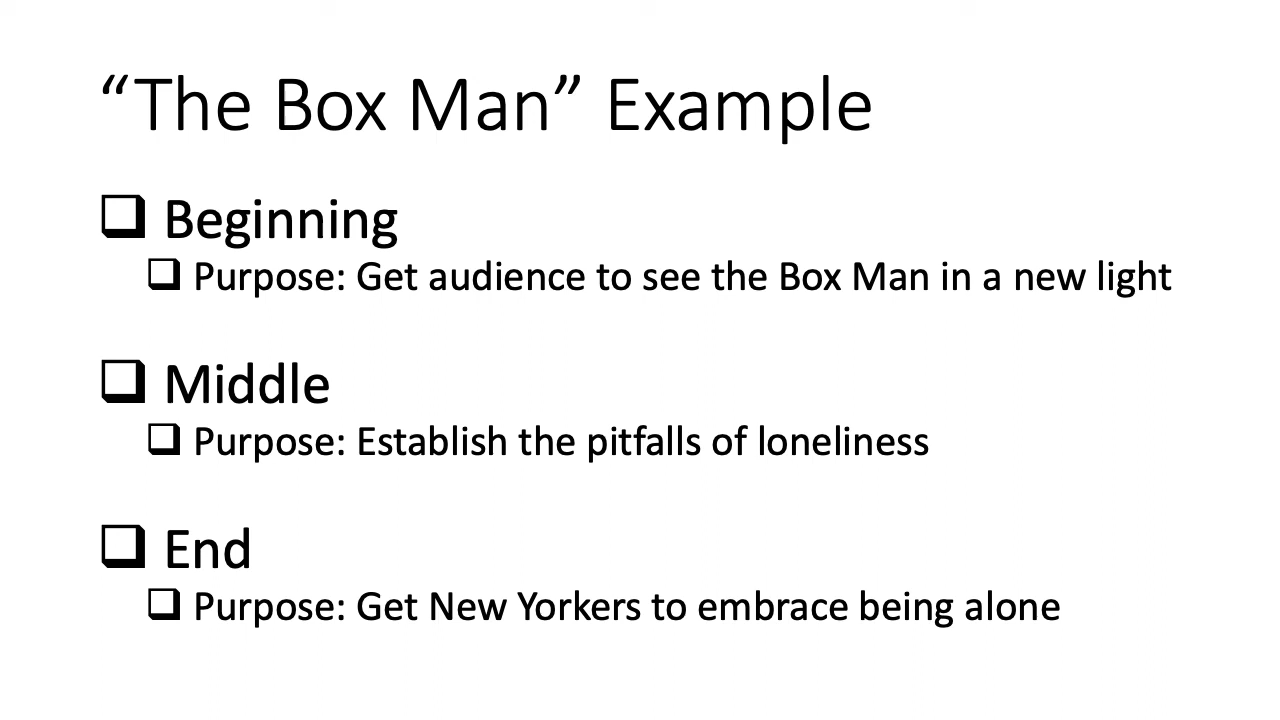 “The Box Man” Example
❑ Beginning
❑ Purpose: Get audience to see the Box Man in a new light
❑ Middle
❑ Purpose: Establish the pitfalls of loneliness
❑ End
❑ Purpose: Get New Yorkers to embrace being alone